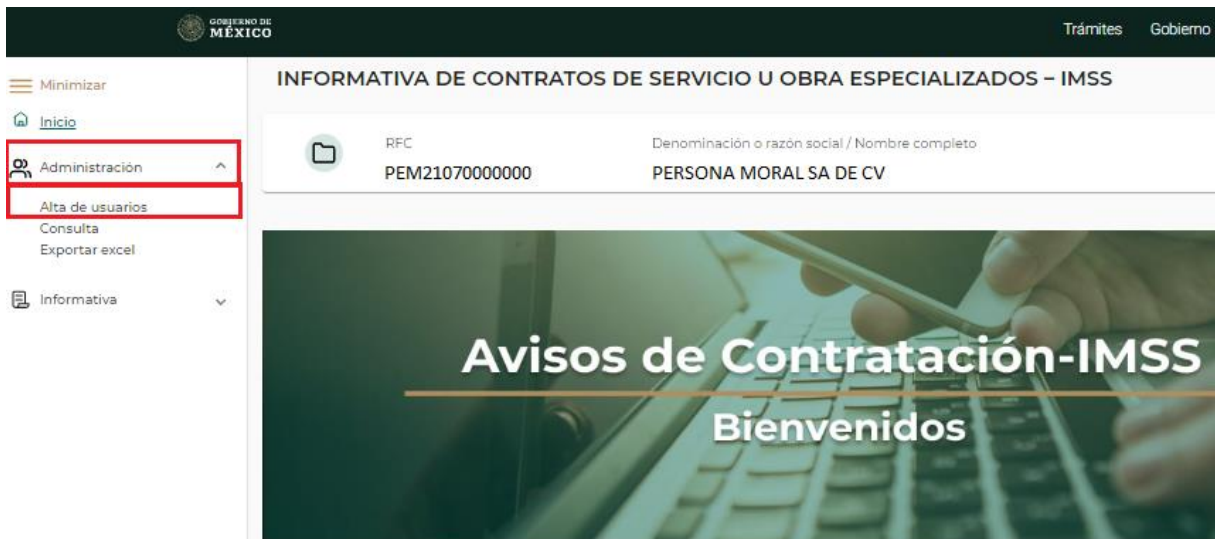 GOBIERNO DE
MÉXICO
Trámites Gobierno
Minimizar
Inicio
Administración
Alta de usuarios
Consulta
Exportar excel
Informativa
INFORMATIVA DE CONTRATOS DE SERVICIO U OBRA ESPECIALIZADOS – IMSS
RFC Denominación o razón social / Nombre completo
PEM21070000000 PERSONA MORAL SA DE CV
Avisos de Contratación-IMSS
Bienvenidos